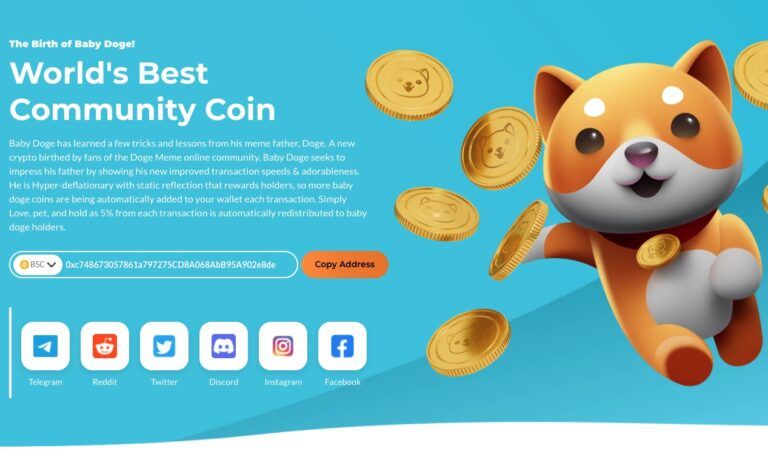 The Birth of Baby Doge!
World's Best
Community Coin
Baby Doge has learned a few tricks and lessons from his meme father, Doge. A new
crypto birthed by fans of the Doge Meme online community. Baby Doge seeks to
impress his father by showing his new improved transaction speeds & adorableness.
He is Hyper-deflationary with static reflection that rewards holders, so more baby
doge coins are being automatically added to your wallet each transaction. Simply
Love, pet, and hold as 5% from each transaction is automatically redistributed to baby
doge holders.
BSC 0xc748673057861a797275CD8A068AbB95A902e8de Copy Address
Telegram Reddit Twitter Discord Instagram Facebook